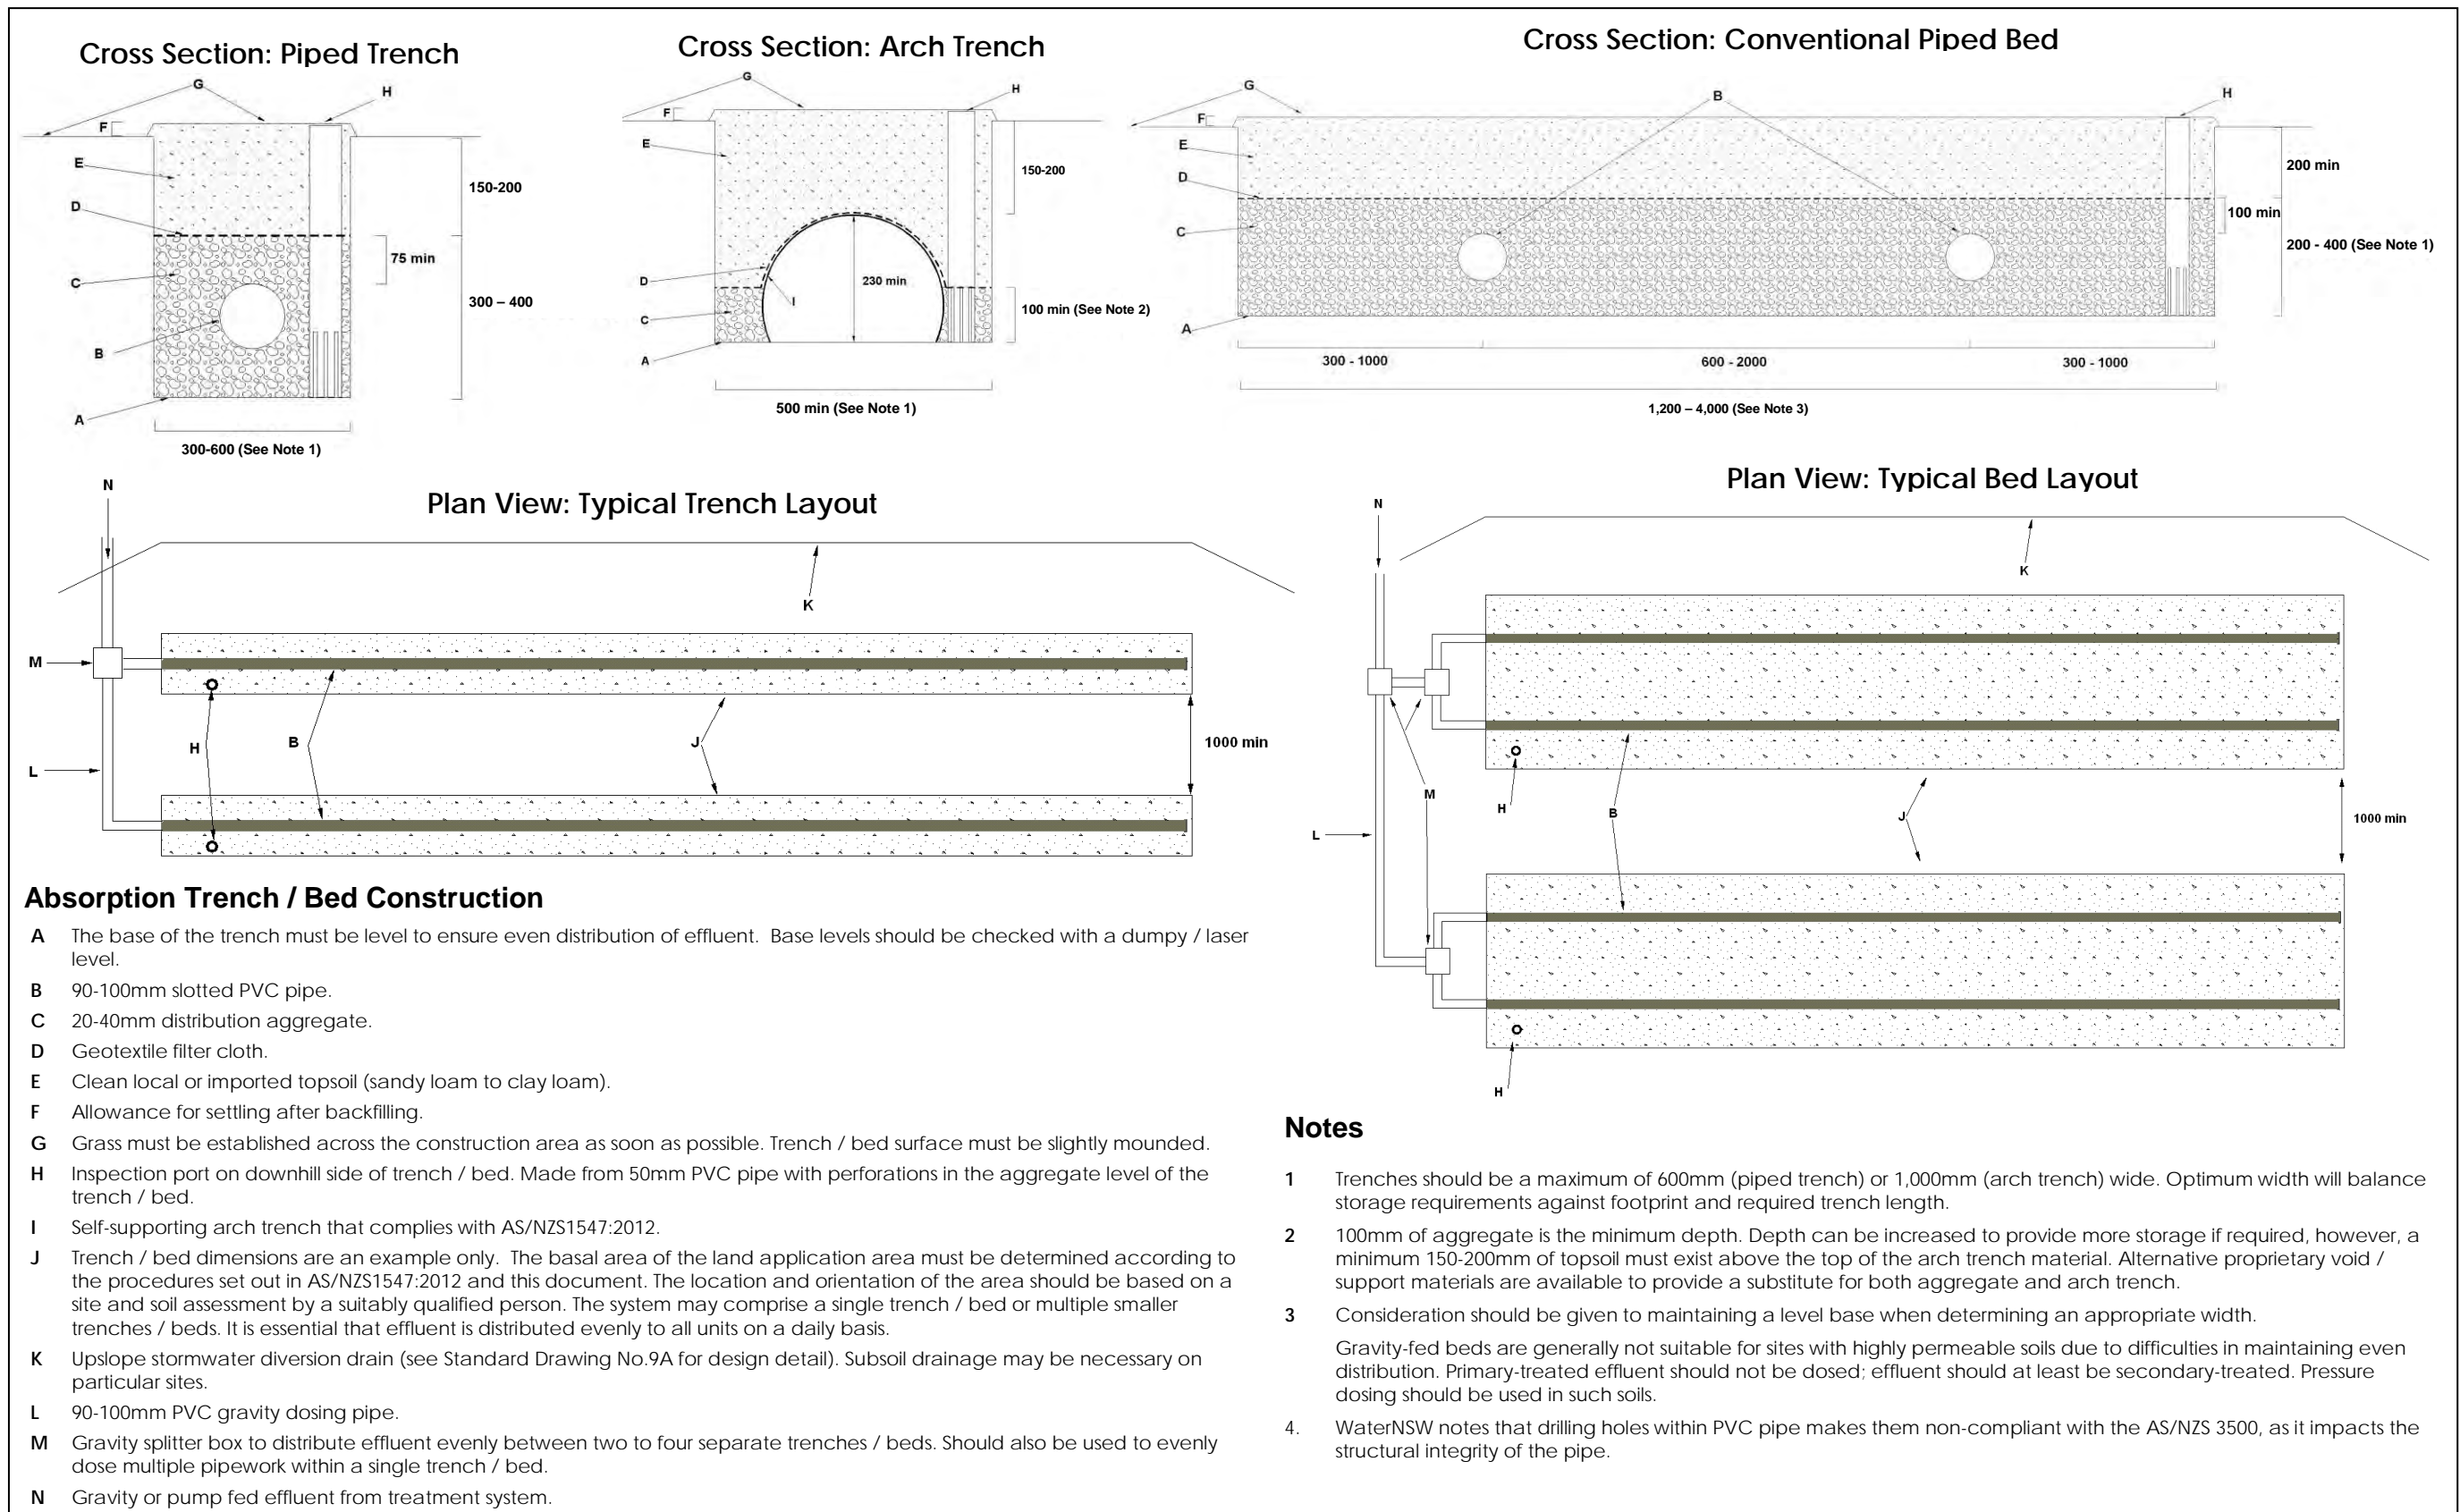 Cross Section: Piped Trench
G
H
F
E
D
C
B
A
150-200
75 min
300 – 400
300-600 (See Note 1)
Cross Section: Arch Trench
G
H
F
E
D
C
I
A
150-200
230 min
100 min (See Note 2)
500 min (See Note 1)
Cross Section: Conventional Piped Bed
G
B
H
F
E
D
C
A
200 min
100 min
200 - 400 (See Note 1)
300 - 1000
600 - 2000
300 - 1000
1,200 – 4,000 (See Note 3)
Plan View: Typical Trench Layout
N
K
M
H
B
J
L
1000 min
Plan View: Typical Bed Layout
N
K
M
H
B
J
L
1000 min
H
Absorption Trench / Bed Construction
A The base of the trench must be level to ensure even distribution of effluent. Base levels should be checked with a dumpy / laser
level.
B 90-100mm slotted PVC pipe.
C 20-40mm distribution aggregate.
D Geotextile filter cloth.
E Clean local or imported topsoil (sandy loam to clay loam).
F Allowance for settling after backfilling.
G Grass must be established across the construction area as soon as possible. Trench / bed surface must be slightly mounded.
H Inspection port on downhill side of trench / bed. Made from 50mm PVC pipe with perforations in the aggregate level of the
trench / bed.
I Self-supporting arch trench that complies with AS/NZS1547:2012.
J Trench / bed dimensions are an example only. The basal area of the land application area must be determined according to
the procedures set out in AS/NZS1547:2012 and this document. The location and orientation of the area should be based on a
site and soil assessment by a suitably qualified person. The system may comprise a single trench / bed or multiple smaller
trenches / beds. It is essential that effluent is distributed evenly to all units on a daily basis.
K Upslope stormwater diversion drain (see Standard Drawing No.9A for design detail). Subsoil drainage may be necessary on
particular sites.
L 90-100mm PVC gravity dosing pipe.
M Gravity splitter box to distribute effluent evenly between two to four separate trenches / beds. Should also be used to evenly
dose multiple pipework within a single trench / bed.
N Gravity or pump fed effluent from treatment system.
Notes
1 Trenches should be a maximum of 600mm (piped trench) or 1,000mm (arch trench) wide. Optimum width will balance
storage requirements against footprint and required trench length.
2 100mm of aggregate is the minimum depth. Depth can be increased to provide more storage if required, however, a
minimum 150-200mm of topsoil must exist above the top of the arch trench material. Alternative proprietary void /
support materials are available to provide a substitute for both aggregate and arch trench.
3 Consideration should be given to maintaining a level base when determining an appropriate width.
Gravity-fed beds are generally not suitable for sites with highly permeable soils due to difficulties in maintaining even
distribution. Primary-treated effluent should not be dosed; effluent should at least be secondary-treated. Pressure
dosing should be used in such soils.
4. WaterNSW notes that drilling holes within PVC pipe makes them non-compliant with the AS/NZS 3500, as it impacts the
structural integrity of the pipe.